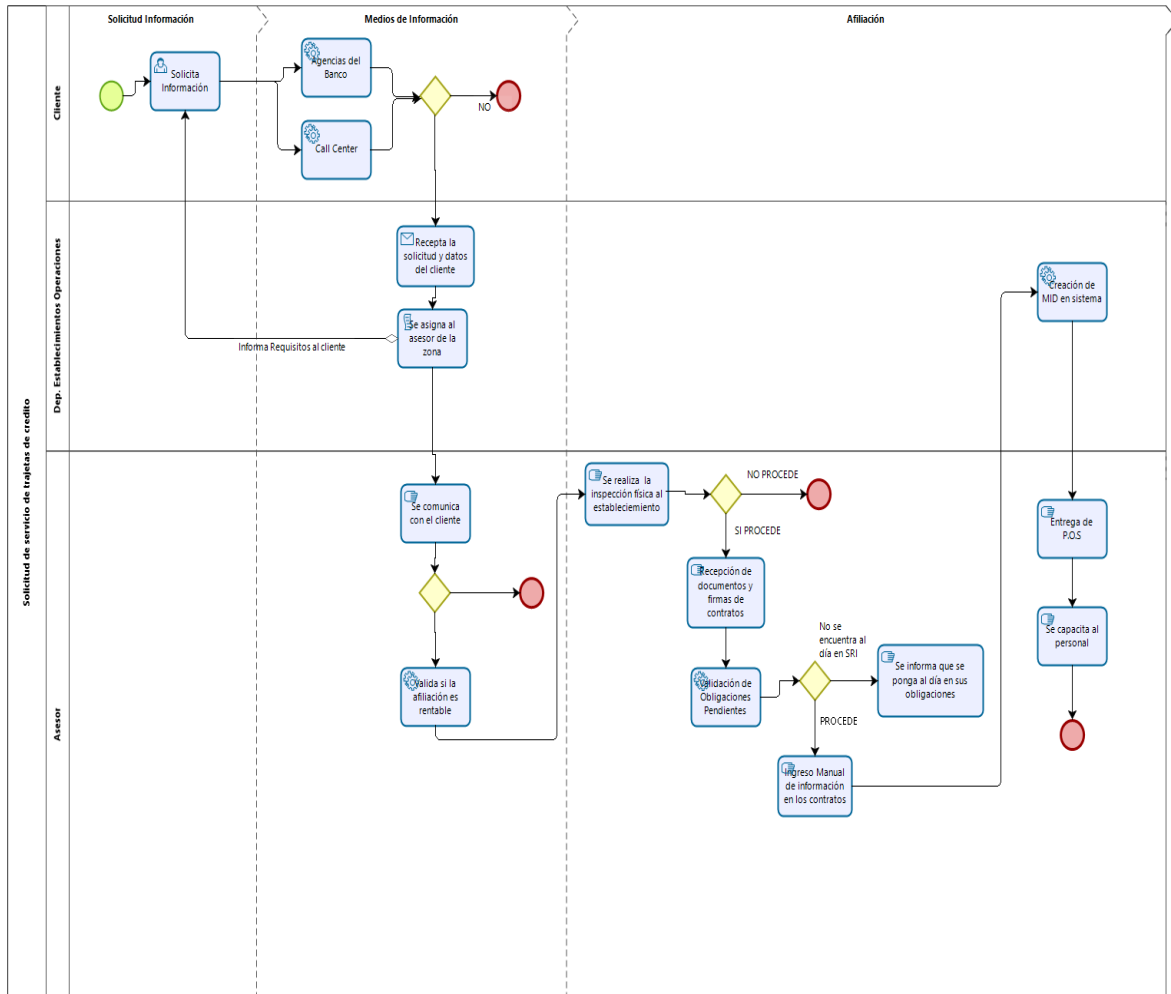 Solicitud Información
Medios de Información
Afiliación
Solicitud de servicio de trajetas de credito
Cliente
Solicita
Información
Agencias del
Banco
Call Center
NO
Dep. Establecimientos Operaciones
Recepta la
solicitud y datos
del cliente
Se asigna al
asesor de la
zona
Informa Requisitos al cliente
Creación de
MID en sistema
Asesor
Se comunica
con el cliente
Valida si la
afiliación es
rentable
Se realiza la
inspección física al
estableciemiento
NO PROCEDE
SI PROCEDE
Recepción de
documentos y
firmas de
contratos
Validación de
Obligaciones
Pendientes
No se
encuentra al
día en SRI
Se informa que se
ponga al día en sus
obligaciones
PROCEDE
Ingreso Manual
de información
en los contratos
Entrega de
P.O.S
Se capacita al
personal